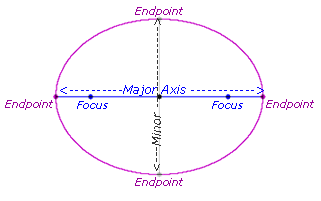 Endpoint
Major Axis
Endpoint
Focus
Focus
Endpoint
Minor
Endpoint